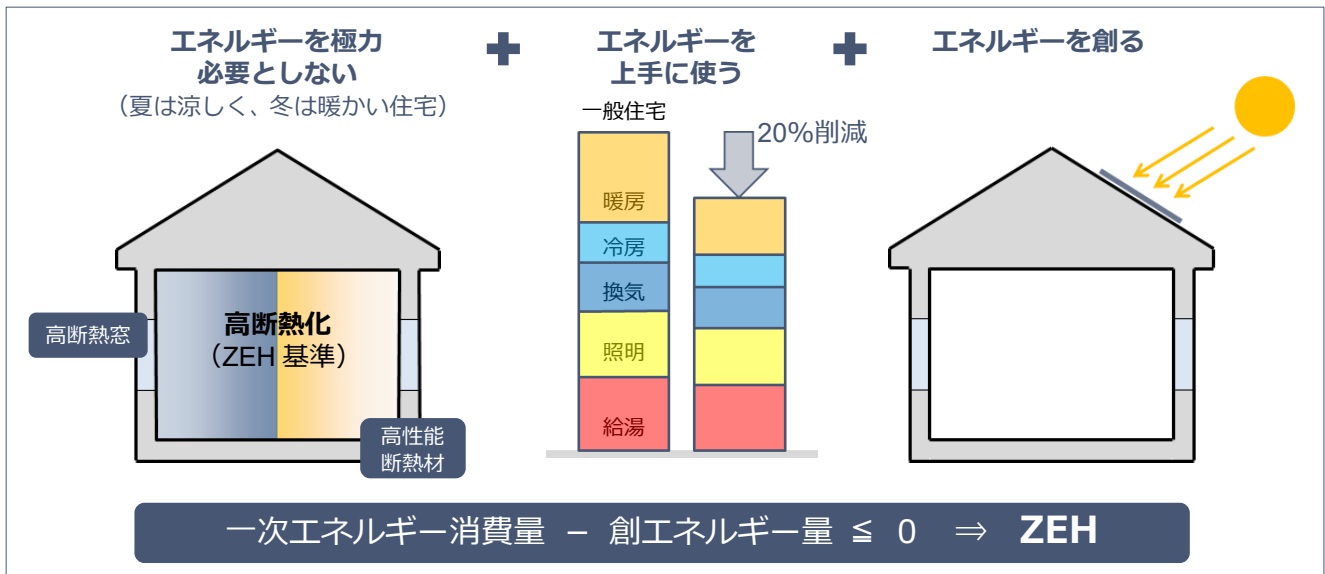 エネルギーを極力
必要としない
（夏は涼しく、冬は暖かい住宅）
高断熱窓
高断熱化
（ZEH 基準）
高性能
断熱材
＋
エネルギーを
上手に使う
一般住宅
20%削減
暖房
冷房
換気
照明
給湯
＋
エネルギーを創る
一次エネルギー消費量 － 創エネルギー量 ≦ 0 ⇒ ZEH